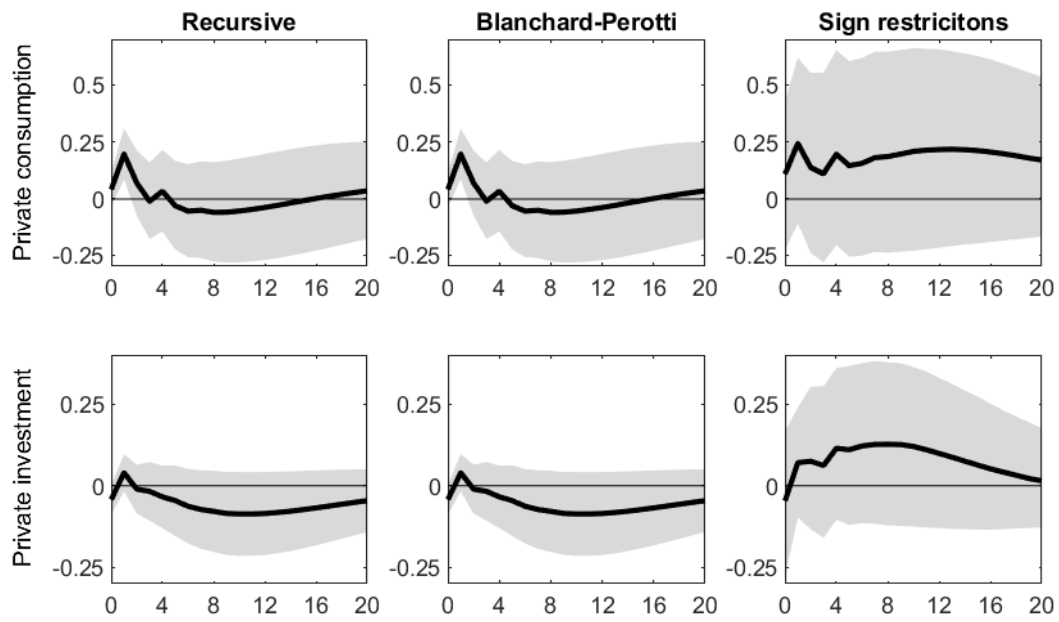 Recursive Blanchard-Perotti Sign restricitons
Private consumption
0.5 0.5 0.5
0.25 0.25 0.25
0 0 0
-0.25 -0.25 -0.25
0 4 8 12 16 20 0 4 8 12 16 20 0 4 8 12 16 20
Private investment
0.25 0.25 0.25
0 0 0
-0.25 -0.25 -0.25
0 4 8 12 16 20 0 4 8 12 16 20 0 4 8 12 16 20